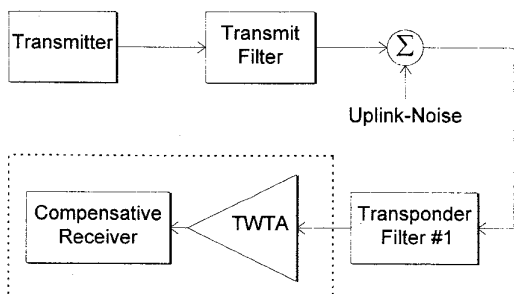 Transmitter
Transmit
Filter
Σ
Uplink-Noise
Compensative
Receiver
TWTA
Transponder
Filter #1